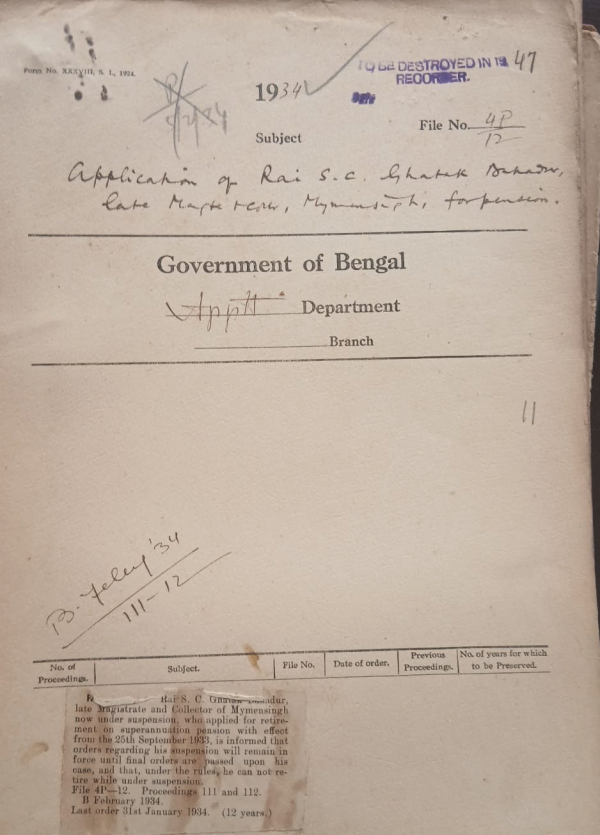 Form No. XXXVIII, S. I., 1924.
TO BE DESTROYED IN 19 47
RECORDER.
1934
File No. 4P/12
Subject
Application of Rai S.C. Ghatak Bahadur,
late Magte & Collr, Mymensingh, for pension.
Government of Bengal
Apptt. Department
Branch
11
B. Feby '34
111-12
No. of Proceedings. Subject. File No. Date of order. Previous Proceedings. No. of years for which to be Preserved.
Rai S. C. Ghatak Bahadur,
late Magistrate and Collector of Mymensingh
now under suspension, who applied for retire-
ment on superannuation pension with effect
from the 25th September 1933, is informed that
orders regarding his suspension will remain in
force until final orders are passed upon his
case, and that, under the rules, he can not re-
tire while under suspension.
File 4P—12. Proceedings 111 and 112.
B February 1934.
Last order 31st January 1934. (12 years.)